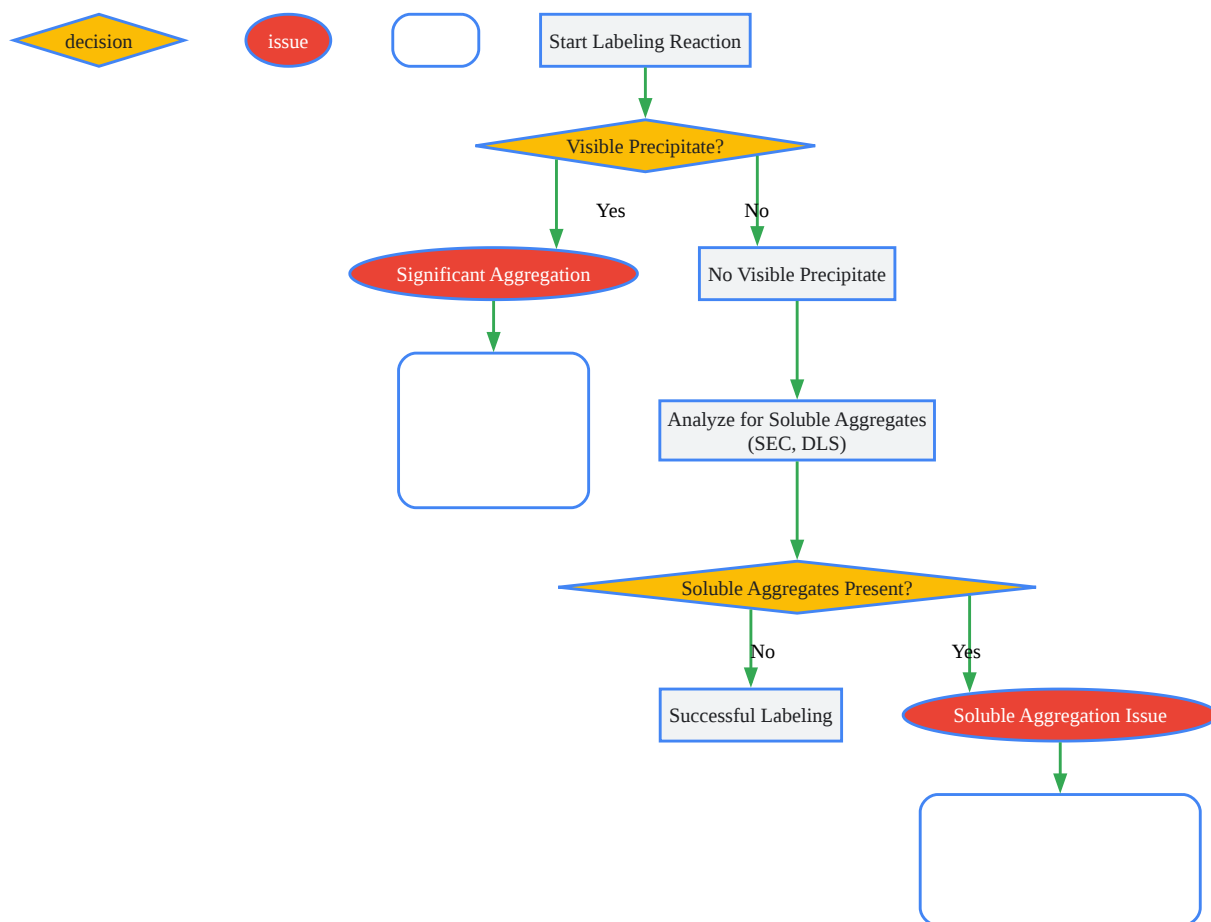 decision
issue
Start Labeling Reaction
Visible Precipitate?
Yes
No
Significant Aggregation
No Visible Precipitate
Analyze for Soluble Aggregates
(SEC, DLS)
Soluble Aggregates Present?
No
Yes
Successful Labeling
Soluble Aggregation Issue